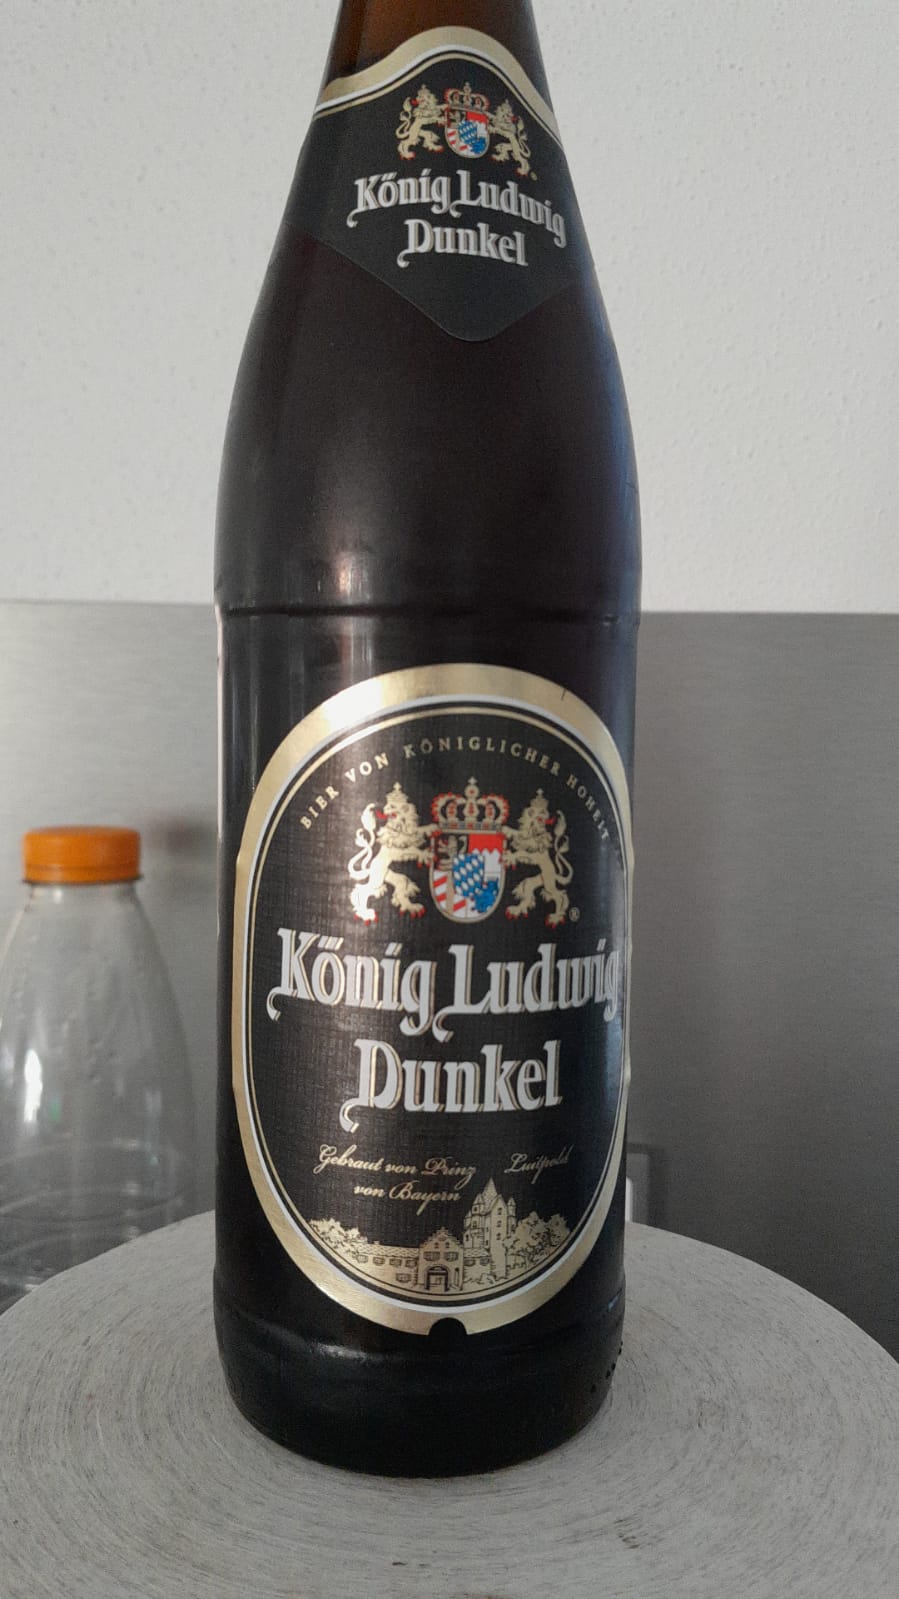 König Ludwig
Dunkel
BIER VON KÖNIGLICHER HOHEIT
®
König Ludwig
Dunkel
Gebraut von Prinz Luitpold
von Bayern